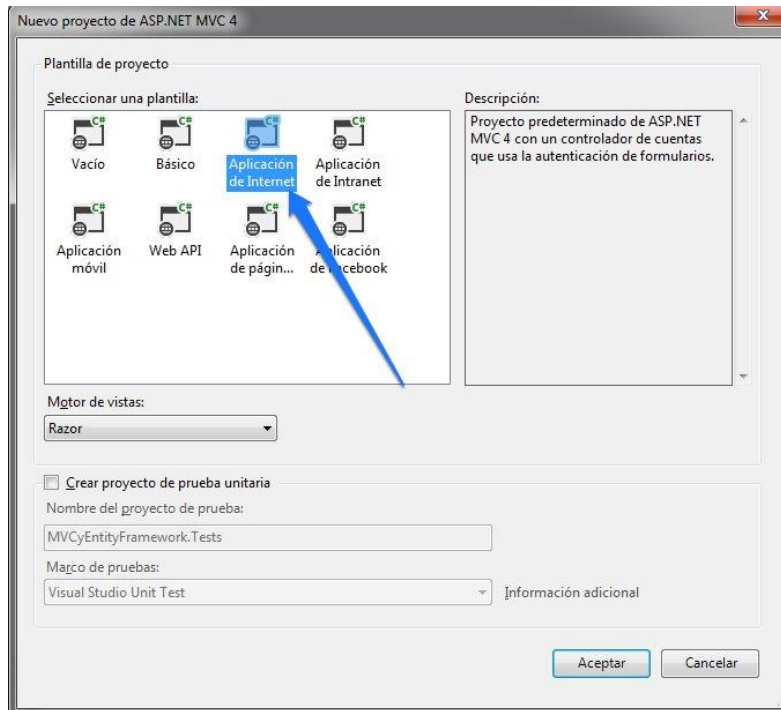 Nuevo proyecto de ASP.NET MVC 4
x
Plantilla de proyecto
Seleccionar una plantilla:
C#
C#
C#
C#
Vacío
Básico
Aplicación
de Internet
Aplicación
de Intranet
C#
C#
C#
C#
Aplicación
móvil
Web API
Aplicación
de págin...
Aplicación
de Facebook
Descripción:
Proyecto predeterminado de ASP.NET
MVC 4 con un controlador de cuentas
que usa la autenticación de formularios.
Motor de vistas:
Razor
Crear proyecto de prueba unitaria
Nombre del proyecto de prueba:
MVCyEntityFramework.Tests
Marco de pruebas:
Visual Studio Unit Test
Información adicional
Aceptar
Cancelar